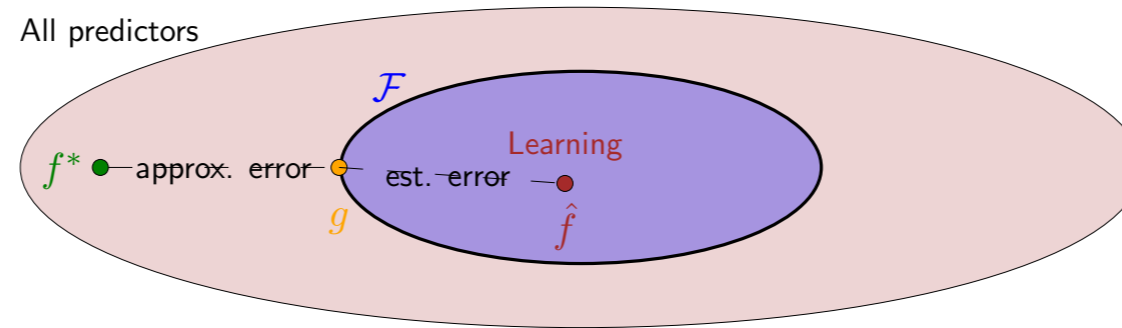 All predictors
𝓕
Learning
f* approx. error est. error
g
f̂